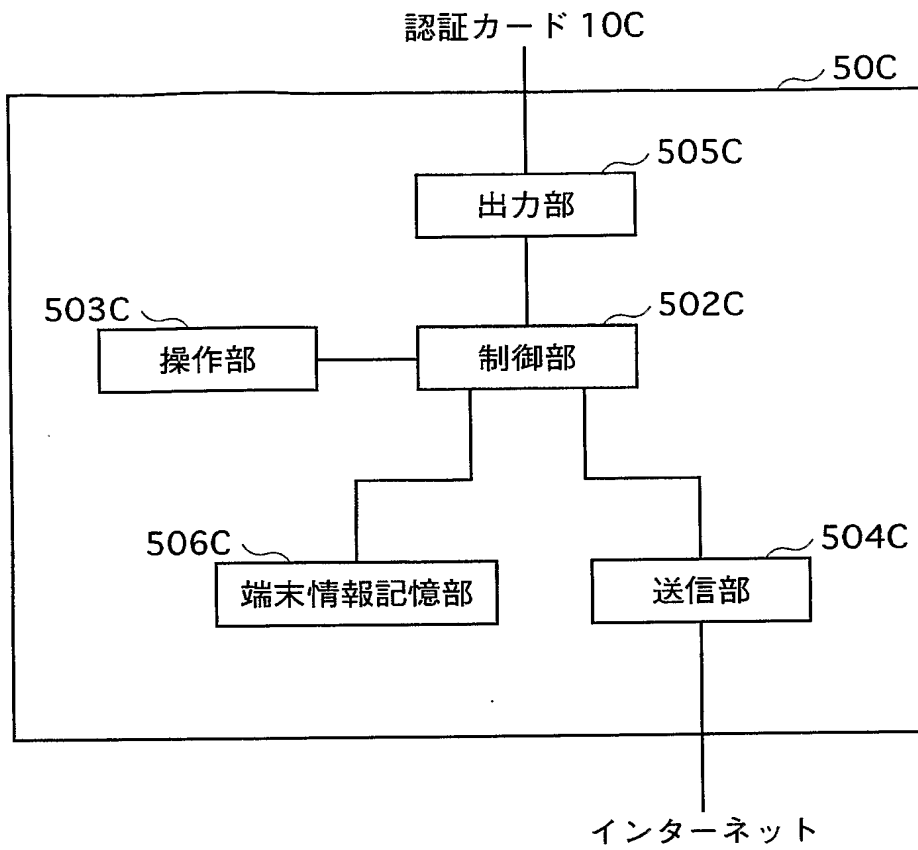 認証カード 10C
50C
505C
出力部
503C
502C
操作部
制御部
506C
504C
端末情報記憶部
送信部
インターネット